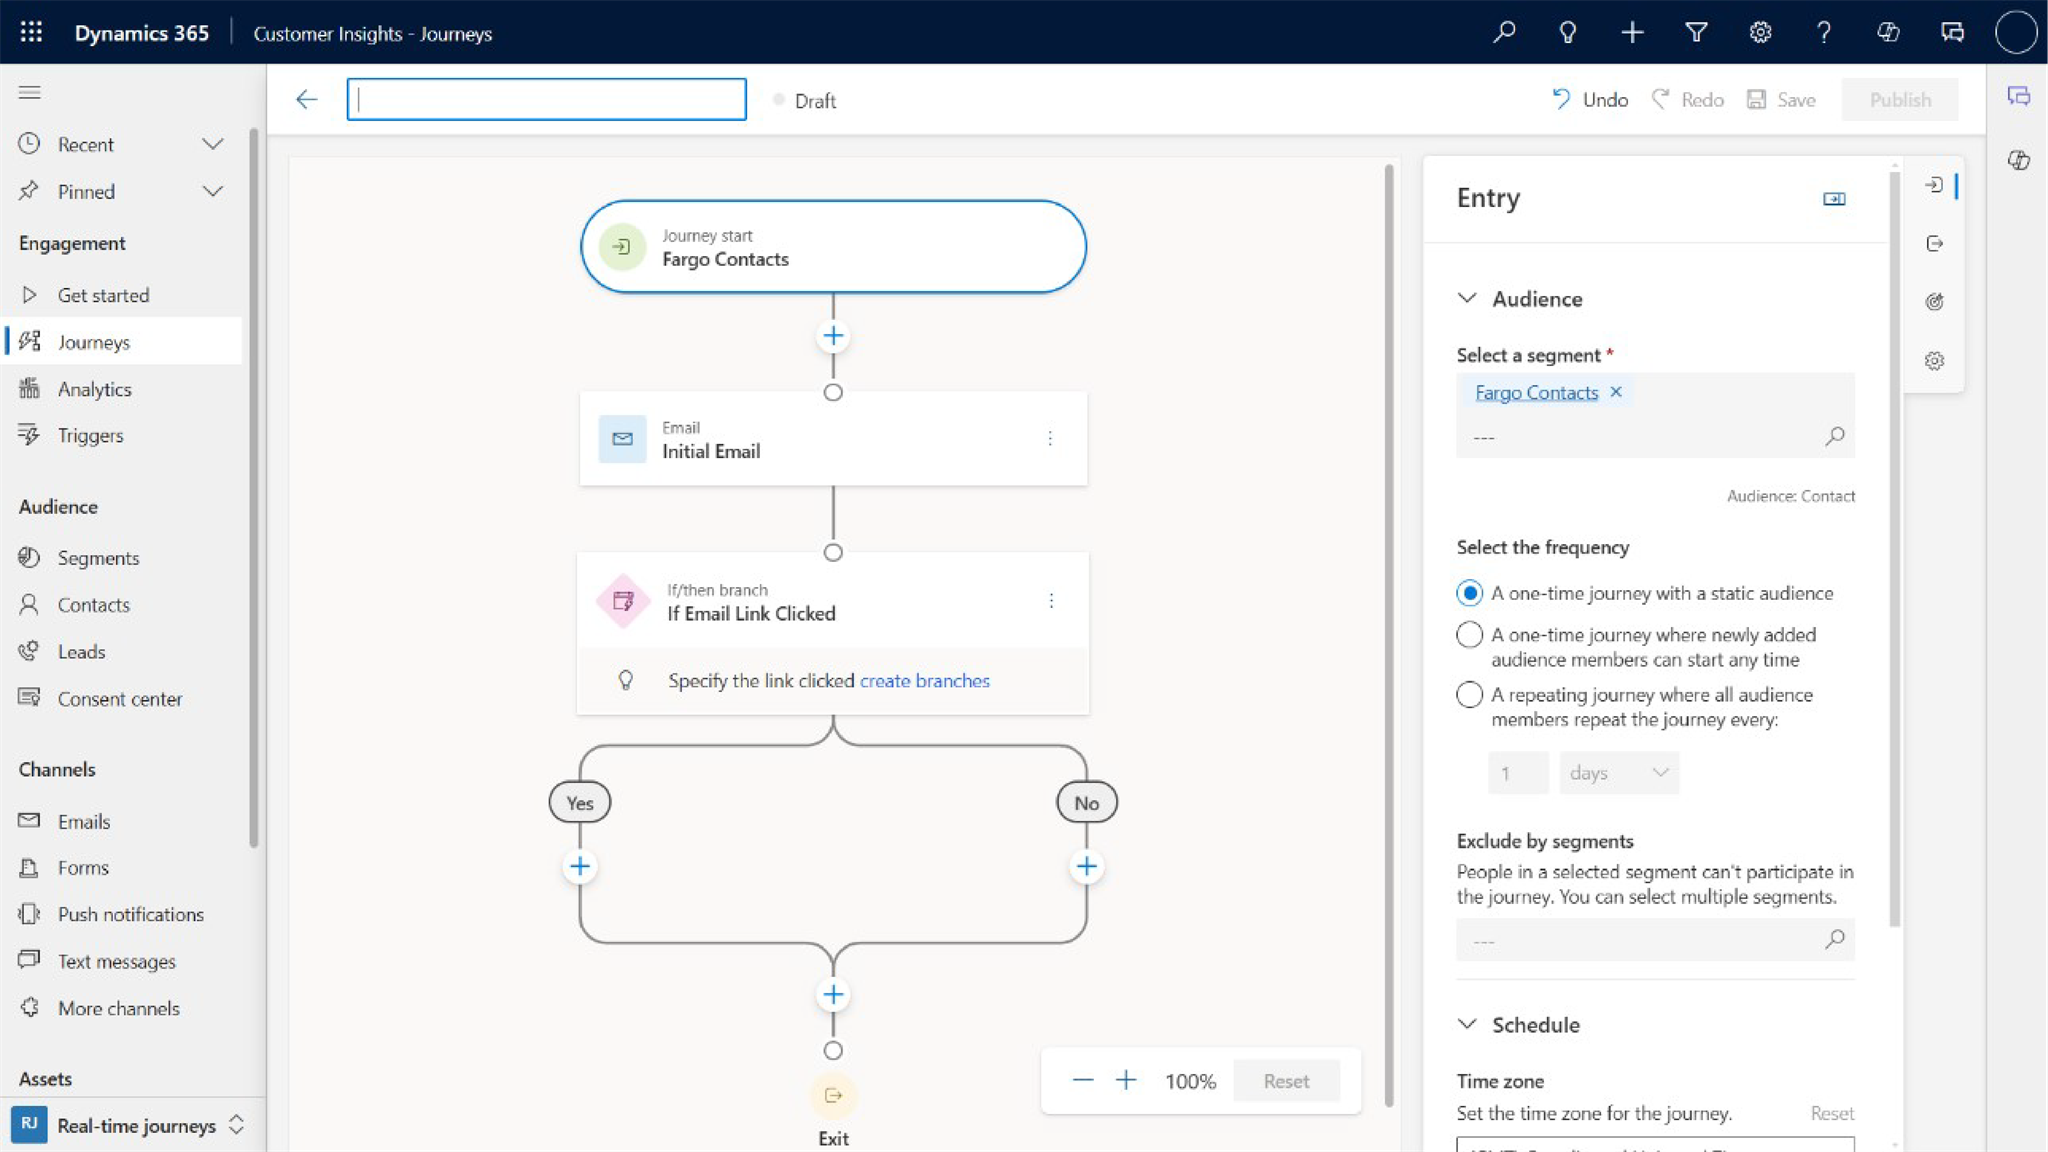 Dynamics 365
Customer Insights - Journeys
Draft
Undo
Redo
Save
Publish
Recent
Pinned
Engagement
Get started
Journeys
Analytics
Triggers
Audience
Segments
Contacts
Leads
Consent center
Channels
Emails
Forms
Push notifications
Text messages
More channels
Assets
RJ
Real-time journeys
Journey start
Fargo Contacts
Email
Initial Email
If/then branch
If Email Link Clicked
Specify the link clicked create branches
Yes
No
Exit
100%
Reset
Entry
Audience
Select a segment *
Fargo Contacts
---
Audience: Contact
Select the frequency
A one-time journey with a static audience
A one-time journey where newly added
audience members can start any time
A repeating journey where all audience
members repeat the journey every:
1
days
Exclude by segments
People in a selected segment can't participate in
the journey. You can select multiple segments.
---
Schedule
Time zone
Set the time zone for the journey.
Reset